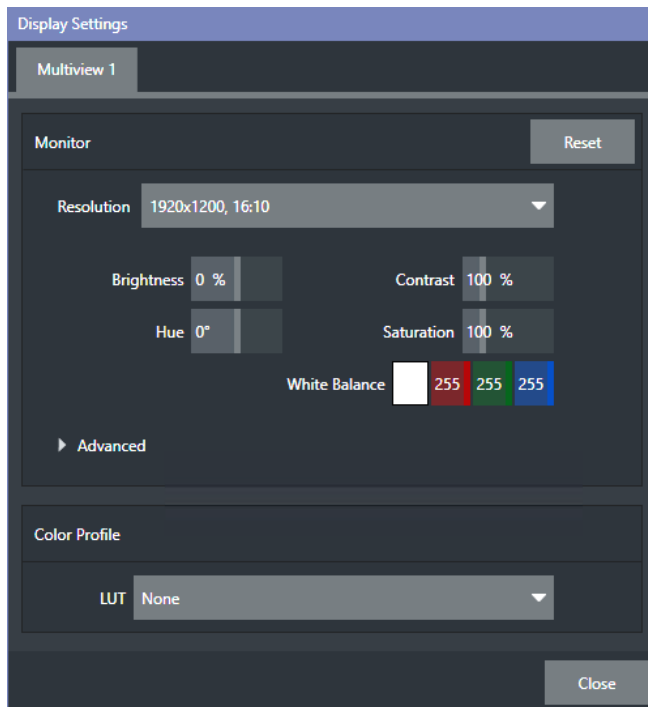 Display Settings
Multiview 1
Monitor
Reset
Resolution 1920x1200, 16:10
Brightness 0 % Contrast 100 %
Hue 0° Saturation 100 %
White Balance 255 255 255
Advanced
Color Profile
LUT None
Close